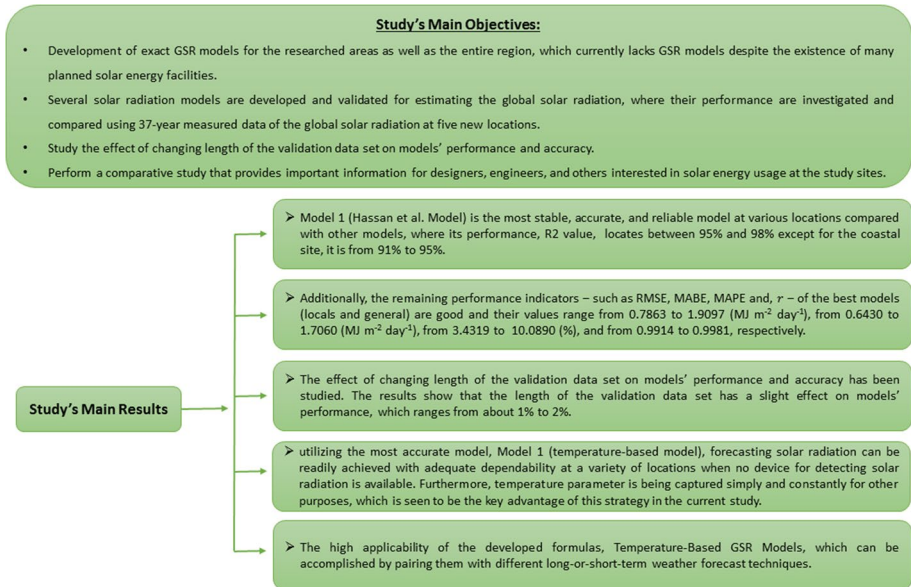 Study's Main Objectives:
• Development of exact GSR models for the researched areas as well as the entire region, which currently lacks GSR models despite the existence of many
planned solar energy facilities.
• Several solar radiation models are developed and validated for estimating the global solar radiation, where their performance are investigated and
compared using 37-year measured data of the global solar radiation at five new locations.
• Study the effect of changing length of the validation data set on models' performance and accuracy.
• Perform a comparative study that provides important information for designers, engineers, and others interested in solar energy usage at the study sites.
Study's Main Results
➢ Model 1 (Hassan et al. Model) is the most stable, accurate, and reliable model at various locations compared
with other models, where its performance, R2 value, locates between 95% and 98% except for the coastal
site, it is from 91% to 95%.
➢ Additionally, the remaining performance indicators – such as RMSE, MABE, MAPE and, r – of the best models
(locals and general) are good and their values range from 0.7863 to 1.9097 (MJ m⁻² day⁻¹), from 0.6430 to
1.7060 (MJ m⁻² day⁻¹), from 3.4319 to 10.0890 (%), and from 0.9914 to 0.9981, respectively.
➢ The effect of changing length of the validation data set on models' performance and accuracy has been
studied. The results show that the length of the validation data set has a slight effect on models'
performance, which ranges from about 1% to 2%.
➢ utilizing the most accurate model, Model 1 (temperature-based model), forecasting solar radiation can be
readily achieved with adequate dependability at a variety of locations when no device for detecting solar
radiation is available. Furthermore, temperature parameter is being captured simply and constantly for other
purposes, which is seen to be the key advantage of this strategy in the current study.
➢ The high applicability of the developed formulas, Temperature-Based GSR Models, which can be
accomplished by pairing them with different long-or-short-term weather forecast techniques.